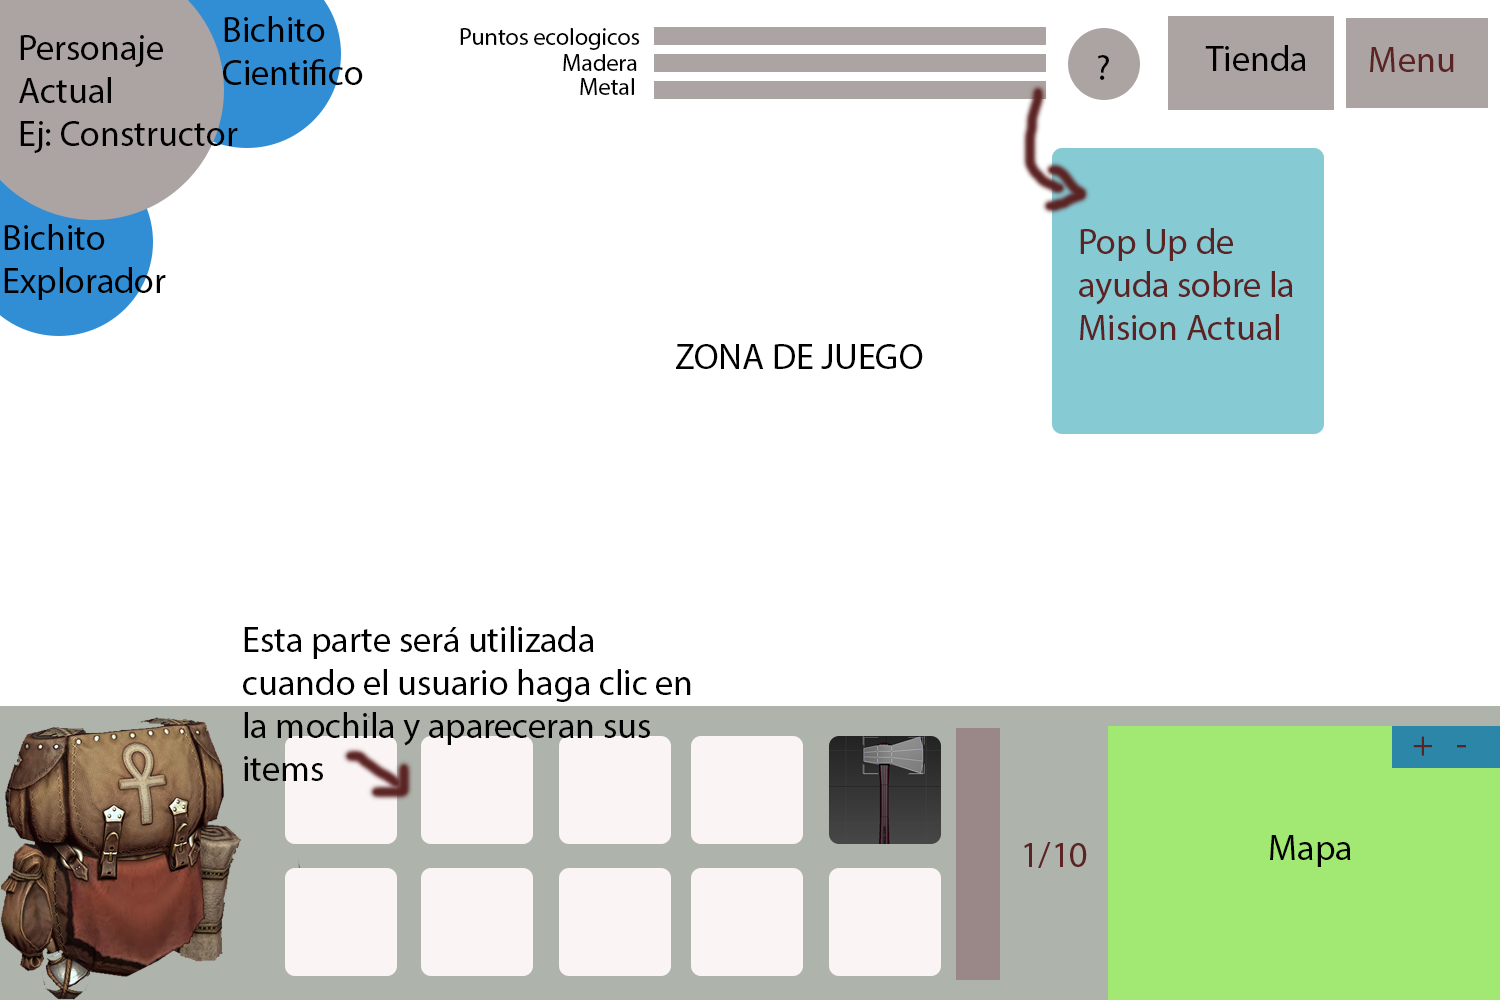 Personaje
Actual
Ej: Constructor
Bichito
Cientifico
Bichito
Explorador
Puntos ecologicos
Madera
Metal
?
Tienda
Menu
Pop Up de
ayuda sobre la
Mision Actual
ZONA DE JUEGO
Esta parte será utilizada
cuando el usuario haga clic en
la mochila y apareceran sus
items
1/10
+ -
Mapa